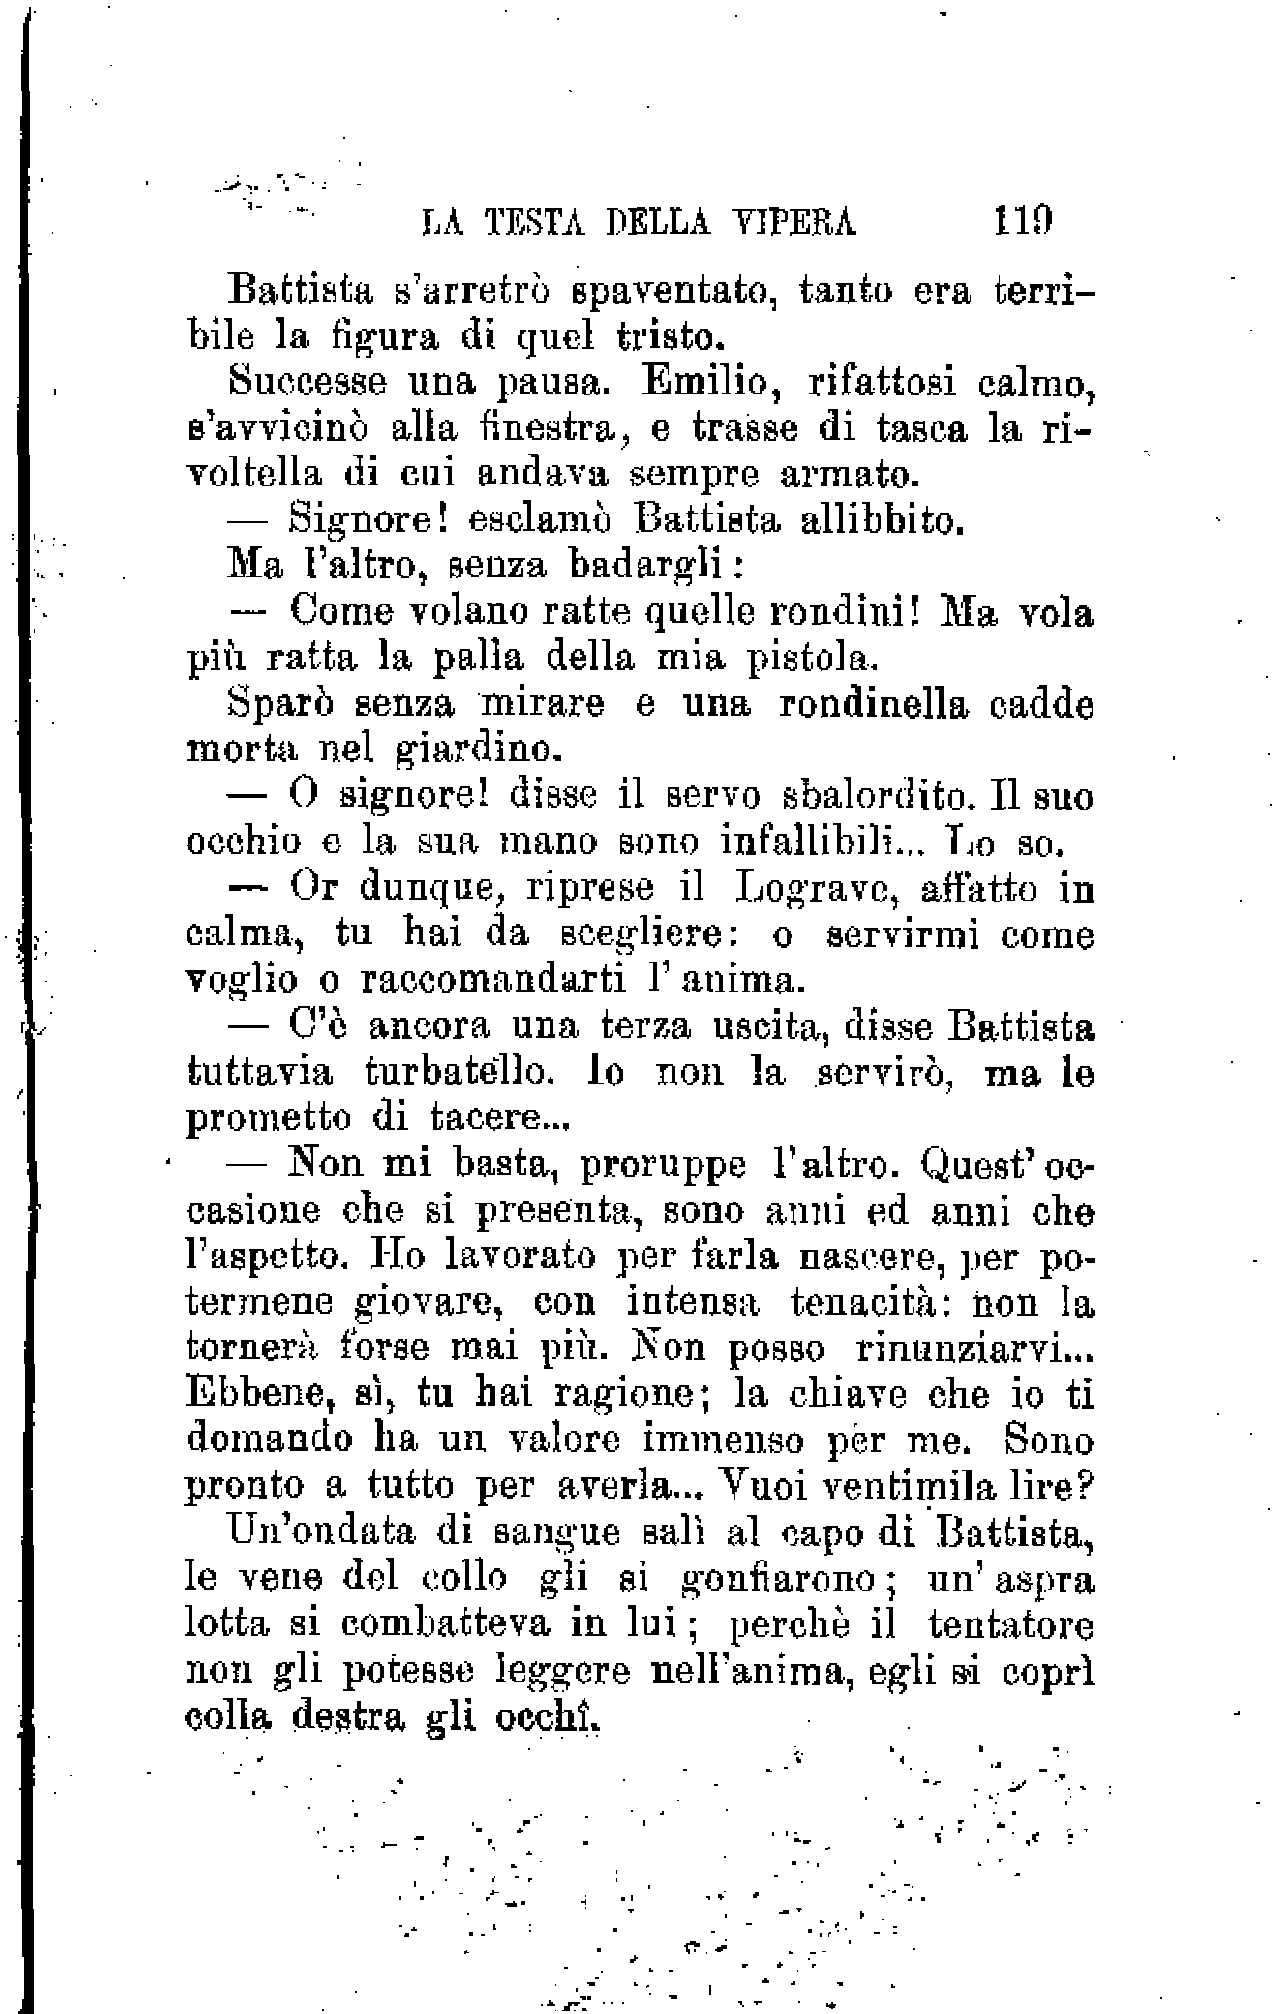 LA TESTA DELLA VIPERA 119
Battista s'arretrò spaventato, tanto era terri-
bile la figura di quel tristo.
Successe una pausa. Emilio, rifattosi calmo,
s'avvicinò alla finestra, e trasse di tasca la ri-
voltella di cui andava sempre armato.
— Signore! esclamò Battista allibbito.
Ma l'altro, senza badargli:
— Come volano ratte quelle rondini! Ma vola
più ratta la palla della mia pistola.
Sparò senza mirare e una rondinella cadde
morta nel giardino.
— O signore! disse il servo sbalordito. Il suo
occhio e la sua mano sono infallibili... Lo so.
— Or dunque, riprese il Lograve, affatto in
calma, tu hai da scegliere: o servirmi come
voglio o raccomandarti l'anima.
— C'è ancora una terza uscita, disse Battista
tuttavia turbatello. Io non la servirò, ma le
prometto di tacere...
— Non mi basta, proruppe l'altro. Quest'oc-
casione che si presenta, sono anni ed anni che
l'aspetto. Ho lavorato per farla nascere, per po-
termene giovare, con intensa tenacità: non la
tornerà forse mai più. Non posso rinunziarvi...
Ebbene, sì, tu hai ragione; la chiave che io ti
domando ha un valore immenso per me. Sono
pronto a tutto per averla... Vuoi ventimila lire?
Un'ondata di sangue salì al capo di Battista,
le vene del collo gli si gonfiarono; un'aspra
lotta si combatteva in lui; perchè il tentatore
non gli potesse leggere nell'anima, egli si coprì
colla destra gli occhî.